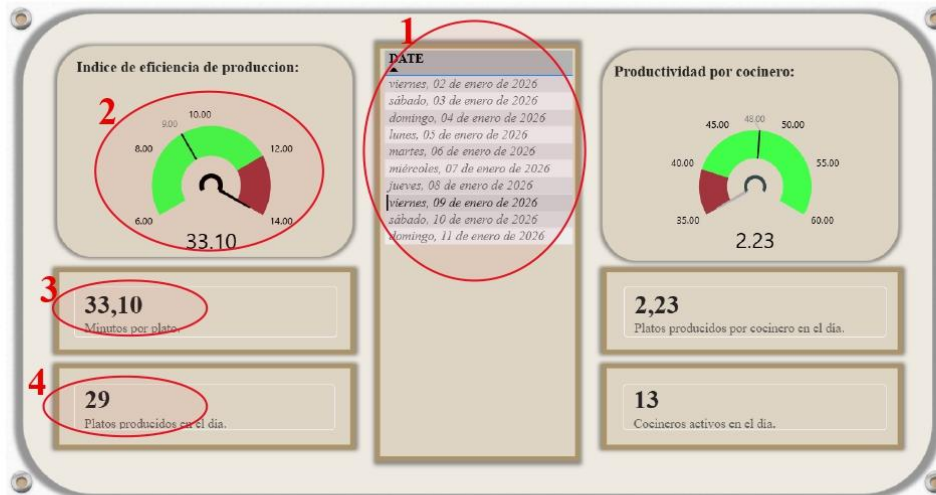 1
Indice de eficiencia de produccion:
2
6.00
8.00
9.00
10.00
12.00
14.00
33.10
3
33,10
Minutos por plato.
4
29
Platos producidos en el día.
DATE
viernes, 02 de enero de 2026
sábado, 03 de enero de 2026
domingo, 04 de enero de 2026
lunes, 05 de enero de 2026
martes, 06 de enero de 2026
miércoles, 07 de enero de 2026
jueves, 08 de enero de 2026
viernes, 09 de enero de 2026
sábado, 10 de enero de 2026
domingo, 11 de enero de 2026
Productividad por cocinero:
35.00
40.00
45.00
48.00
50.00
55.00
60.00
2.23
2,23
Platos producidos por cocinero en el día.
13
Cocineros activos en el día.